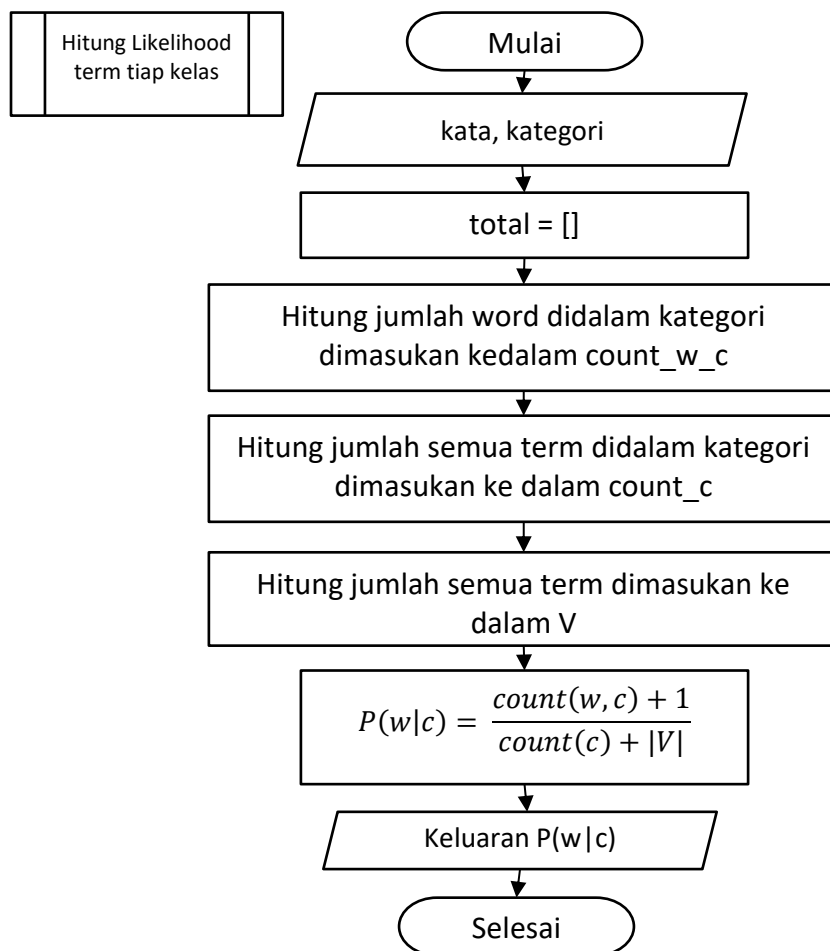 Hitung Likelihood
term tiap kelas
Mulai
kata, kategori
total = []
Hitung jumlah word didalam kategori
dimasukan kedalam count_w_c
Hitung jumlah semua term didalam kategori
dimasukan ke dalam count_c
Hitung jumlah semua term dimasukan ke
dalam V
P(w|c) = count(w, c) + 1
count(c) + |V|
Keluaran P(w|c)
Selesai